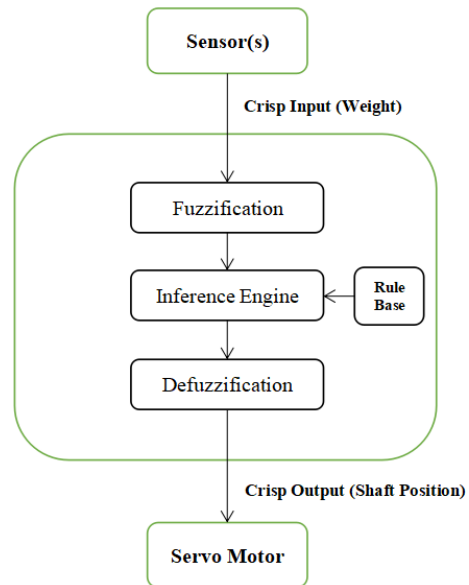 Sensor(s)
Crisp Input (Weight)
Fuzzification
Inference Engine
Rule
Base
Defuzzification
Crisp Output (Shaft Position)
Servo Motor